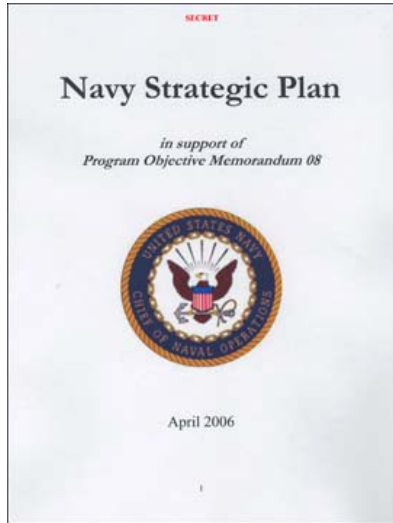 SECRET
Navy Strategic Plan
in support of
Program Objective Memorandum 08
UNITED STATES NAVY
CHIEF OF NAVAL OPERATIONS
April 2006
1